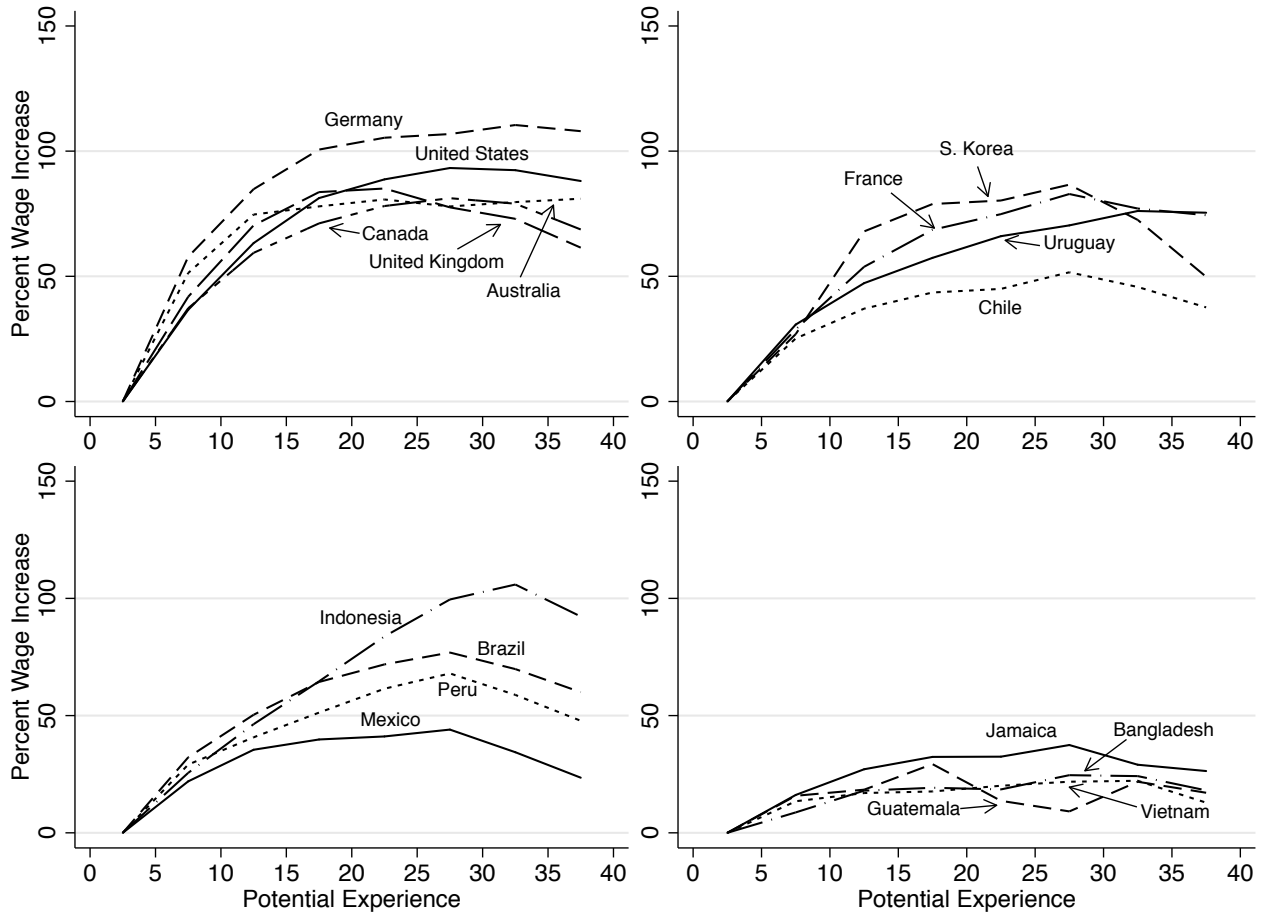 Percent Wage Increase
150
100
50
0
Germany
United States
Canada
United Kingdom
Australia
0 5 10 15 20 25 30 35 40
150
100
50
0
S. Korea
France
Uruguay
Chile
0 5 10 15 20 25 30 35 40
Percent Wage Increase
150
100
50
0
Indonesia
Brazil
Peru
Mexico
0 5 10 15 20 25 30 35 40
Potential Experience
150
100
50
0
Jamaica
Bangladesh
Guatemala
Vietnam
0 5 10 15 20 25 30 35 40
Potential Experience